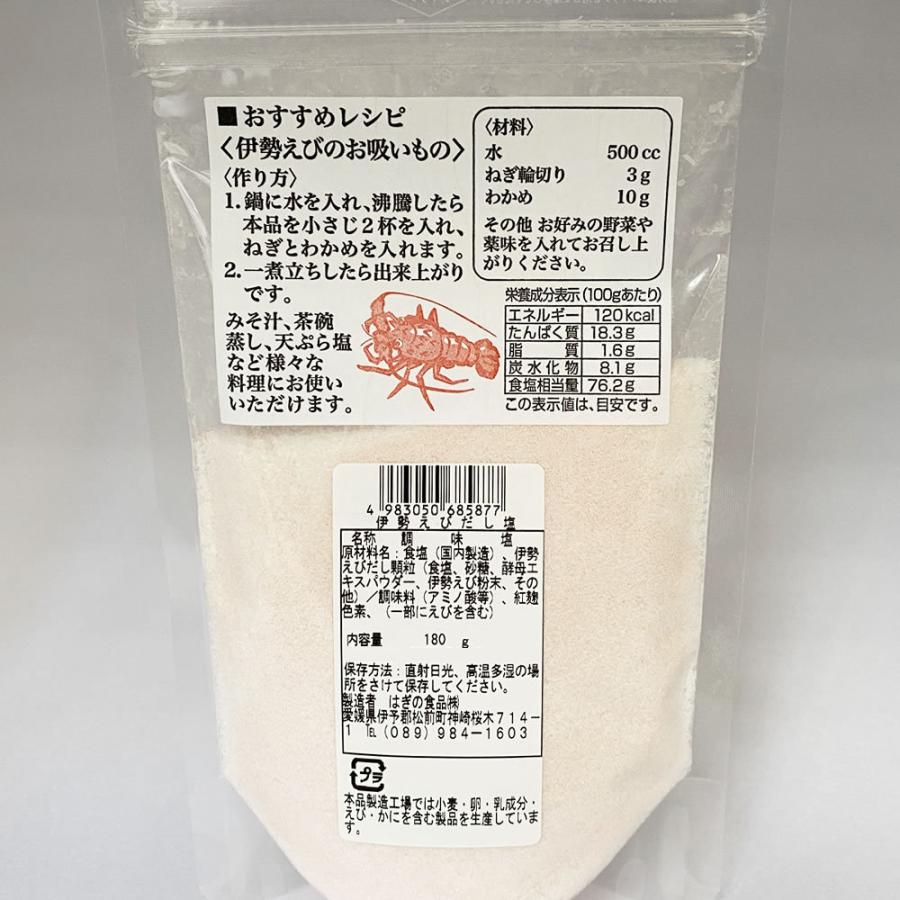 ■おすすめレシピ
〈伊勢えびのお吸いもの〉
〈作り方〉
1.鍋に水を入れ、沸騰したら
本品を小さじ2杯を入れ、
ねぎとわかめを入れます。
2.一煮立ちしたら出来上がり
です。
みそ汁、茶碗
蒸し、天ぷら塩
など様々な
料理にお使い
いただけます。
〈材料〉
水 500cc
ねぎ輪切り 3g
わかめ 10g
その他 お好みの野菜や
薬味を入れてお召し上
がりください。
栄養成分表示(100gあたり)
エネルギー 120kcal
たんぱく質 18.3g
脂質 1.6g
炭水化物 8.1g
食塩相当量 76.2g
この表示値は、目安です。
4 983050 685877
伊勢えびだし塩
名称 調味塩
原材料名:食塩(国内製造)、伊勢
えびだし顆粒(食塩、砂糖、酵母エ
キスパウダー、伊勢えび粉末、その
他)/調味料(アミノ酸等)、紅麹
色素、(一部にえびを含む)
内容量 180 g
保存方法:直射日光、高温多湿の場
所をさけて保存してください。
製造者 はぎの食品㈱
愛媛県伊予郡松前町神崎桜木714-
1 ℡(089)984-1603
プラ
本品製造工場では小麦・卵・乳成分・
えび・かにを含む製品を生産していま
す。